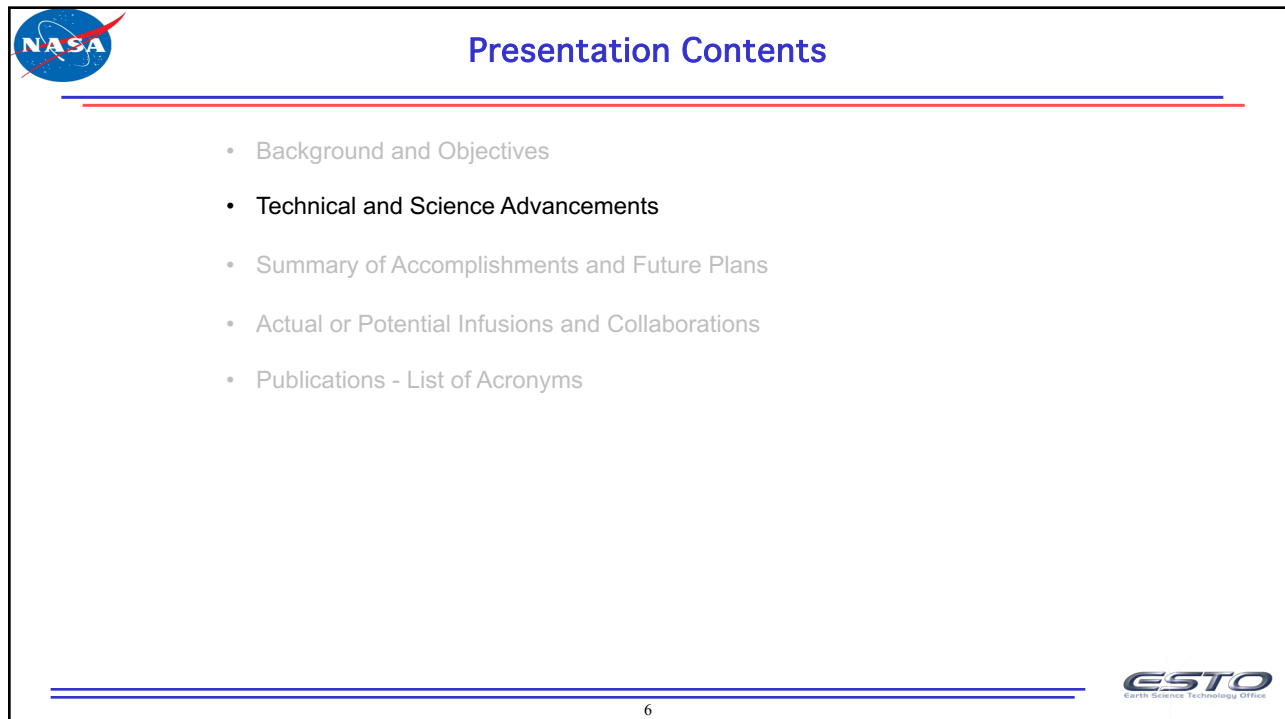 NASA
Presentation Contents
• Background and Objectives
• Technical and Science Advancements
• Summary of Accomplishments and Future Plans
• Actual or Potential Infusions and Collaborations
• Publications - List of Acronyms
ESTO
Earth Science Technology Office
6